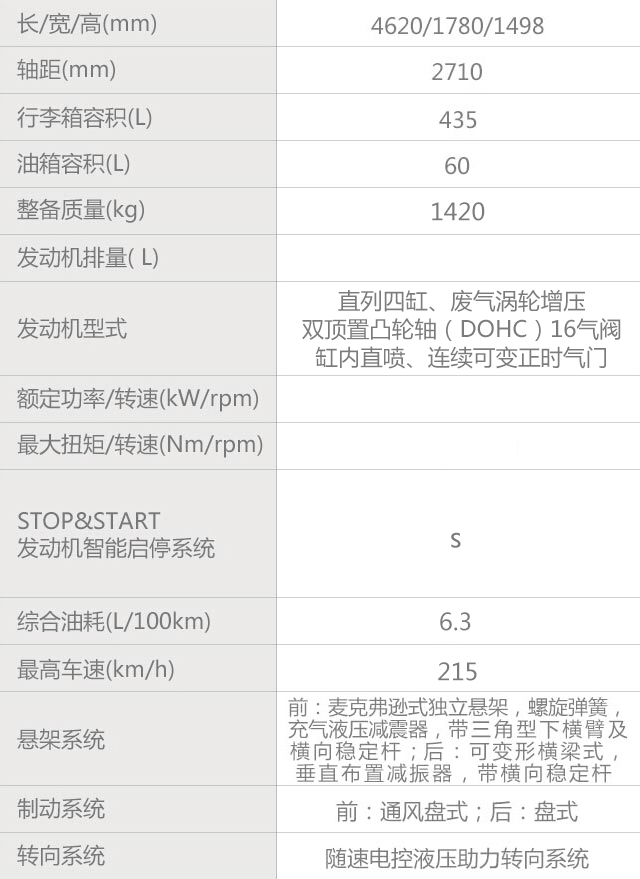 长/宽/高(mm) 4620/1780/1498
轴距(mm) 2710
行李箱容积(L) 435
油箱容积(L) 60
整备质量(kg) 1420
发动机排量( L)
发动机型式
直列四缸、废气涡轮增压
双顶置凸轮轴（DOHC）16气阀
缸内直喷、连续可变正时气门
额定功率/转速(kW/rpm)
最大扭矩/转速(Nm/rpm)
STOP&START
发动机智能启停系统
S
综合油耗(L/100km) 6.3
最高车速(km/h) 215
悬架系统
前：麦克弗逊式独立悬架，螺旋弹簧，
充气液压减震器，带三角型下横臂及
横向稳定杆；后：可变形横梁式，
垂直布置减振器，带横向稳定杆
制动系统 前：通风盘式；后：盘式
转向系统 随速电控液压助力转向系统